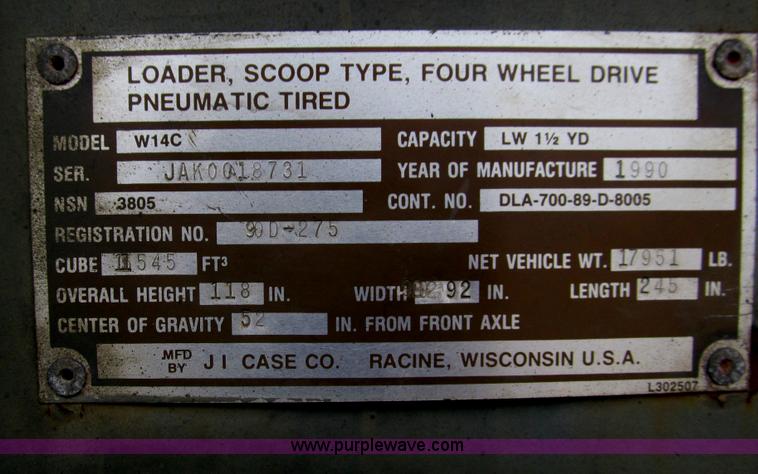 LOADER, SCOOP TYPE, FOUR WHEEL DRIVE
PNEUMATIC TIRED
MODEL W14C CAPACITY LW 1½ YD
SER. JAK0018731 YEAR OF MANUFACTURE 1990
NSN 3805 CONT. NO. DLA-700-89-D-8005
REGISTRATION NO. 90D-275
CUBE 1545 FT³ NET VEHICLE WT. 17951 LB.
OVERALL HEIGHT 118 IN. WIDTH 92 IN. LENGTH 245 IN.
CENTER OF GRAVITY 52 IN. FROM FRONT AXLE
MFD BY J I CASE CO. RACINE, WISCONSIN U.S.A.
L302507
www.purplewave.com